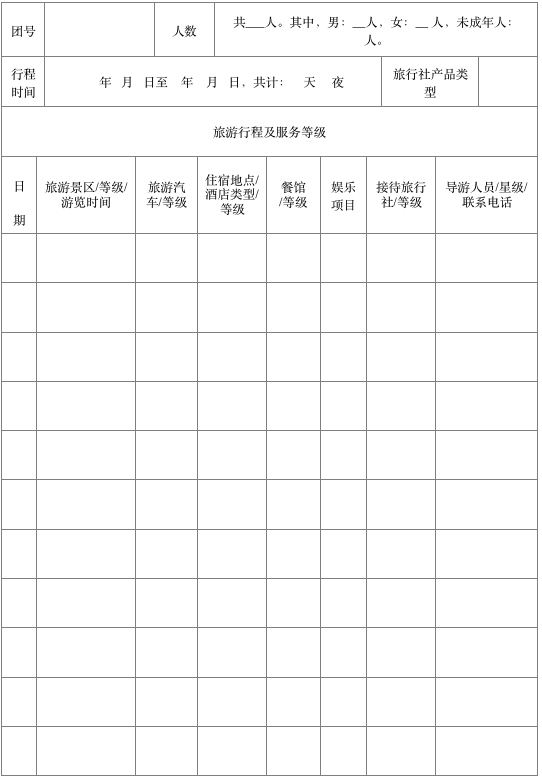 团号
人数
共___人。其中，男：__人，女：__ 人，未成年人：
人。
行程
时间
年 月 日至 年 月 日，共计： 天 夜
旅行社产品类
型
旅游行程及服务等级
日
期
旅游景区/等级/
游览时间
旅游汽
车/等级
住宿地点/
酒店类型/
等级
餐馆
/等级
娱乐
项目
接待旅行
社/等级
导游人员/星级/
联系电话